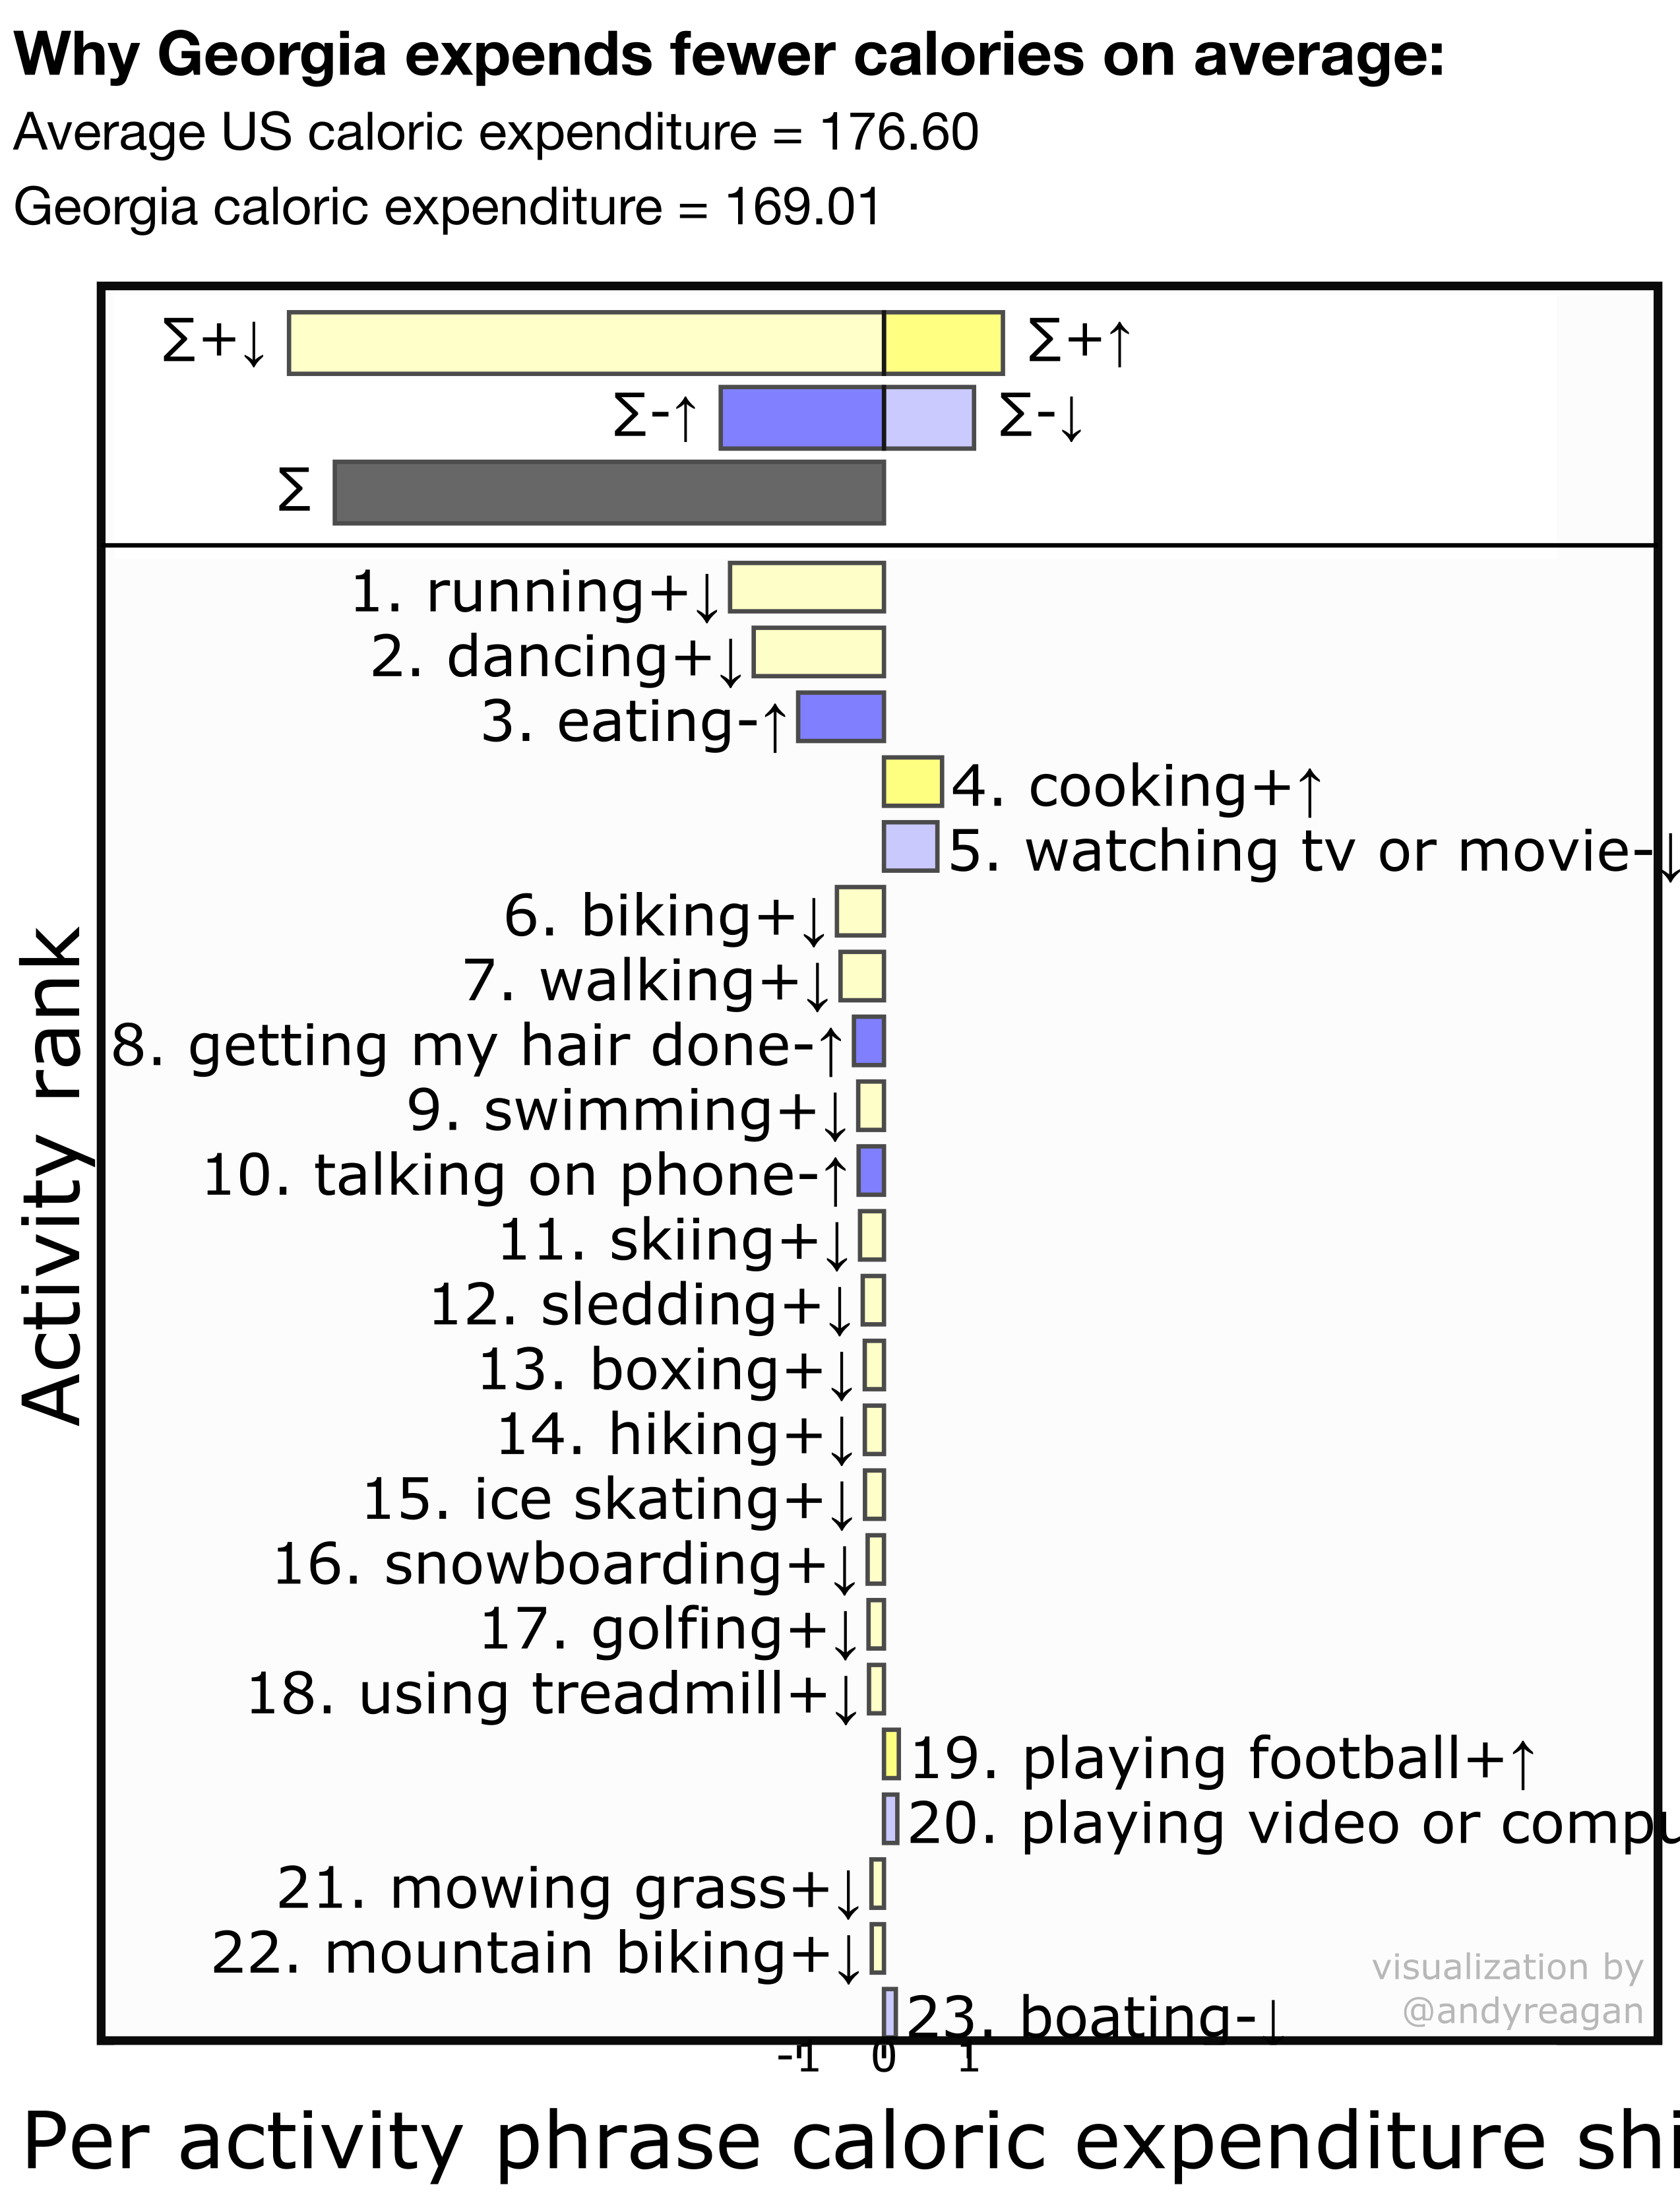 Why Georgia expends fewer calories on average:
Average US caloric expenditure = 176.60
Georgia caloric expenditure = 169.01
∑+↓ ∑+↑
∑-↑ ∑-↓
∑
1. running+↓
2. dancing+↓
3. eating-↑
4. cooking+↑
5. watching tv or movie-↓
6. biking+↓
7. walking+↓
8. getting my hair done-↑
9. swimming+↓
10. talking on phone-↑
11. skiing+↓
12. sledding+↓
13. boxing+↓
14. hiking+↓
15. ice skating+↓
16. snowboarding+↓
17. golfing+↓
18. using treadmill+↓
19. playing football+↑
20. playing video or compu
21. mowing grass+↓
22. mountain biking+↓
23. boating-↓
Activity rank
visualization by
@andyreagan
-1 0 1
Per activity phrase caloric expenditure shi